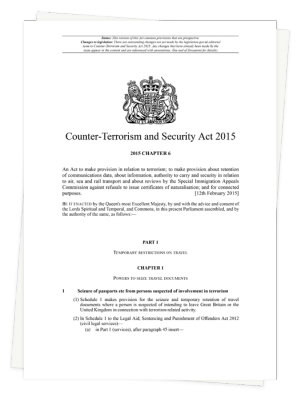 Status: This version of this Act contains provisions that are prospective.
Changes to legislation: There are outstanding changes not yet made by the legislation.gov.uk editorial
team to Counter-Terrorism and Security Act 2015. Any changes that have already been made by the
team appear in the content and are referenced with annotations. (See end of Document for details)
Counter-Terrorism and Security Act 2015
2015 CHAPTER 6
An Act to make provision in relation to terrorism; to make provision about retention
of communications data, about information, authority to carry and security in relation
to air, sea and rail transport and about reviews by the Special Immigration Appeals
Commission against refusals to issue certificates of naturalisation; and for connected
purposes. [12th February 2015]
BE IT ENACTED by the Queen's most Excellent Majesty, by and with the advice and consent of
the Lords Spiritual and Temporal, and Commons, in this present Parliament assembled, and by
the authority of the same, as follows:—
PART 1
TEMPORARY RESTRICTIONS ON TRAVEL
CHAPTER 1
POWERS TO SEIZE TRAVEL DOCUMENTS
1 Seizure of passports etc from persons suspected of involvement in terrorism
(1) Schedule 1 makes provision for the seizure and temporary retention of travel
documents where a person is suspected of intending to leave Great Britain or the
United Kingdom in connection with terrorism-related activity.
(2) In Schedule 1 to the Legal Aid, Sentencing and Punishment of Offenders Act 2012
(civil legal services)—
(a) in Part 1 (services), after paragraph 45 insert—